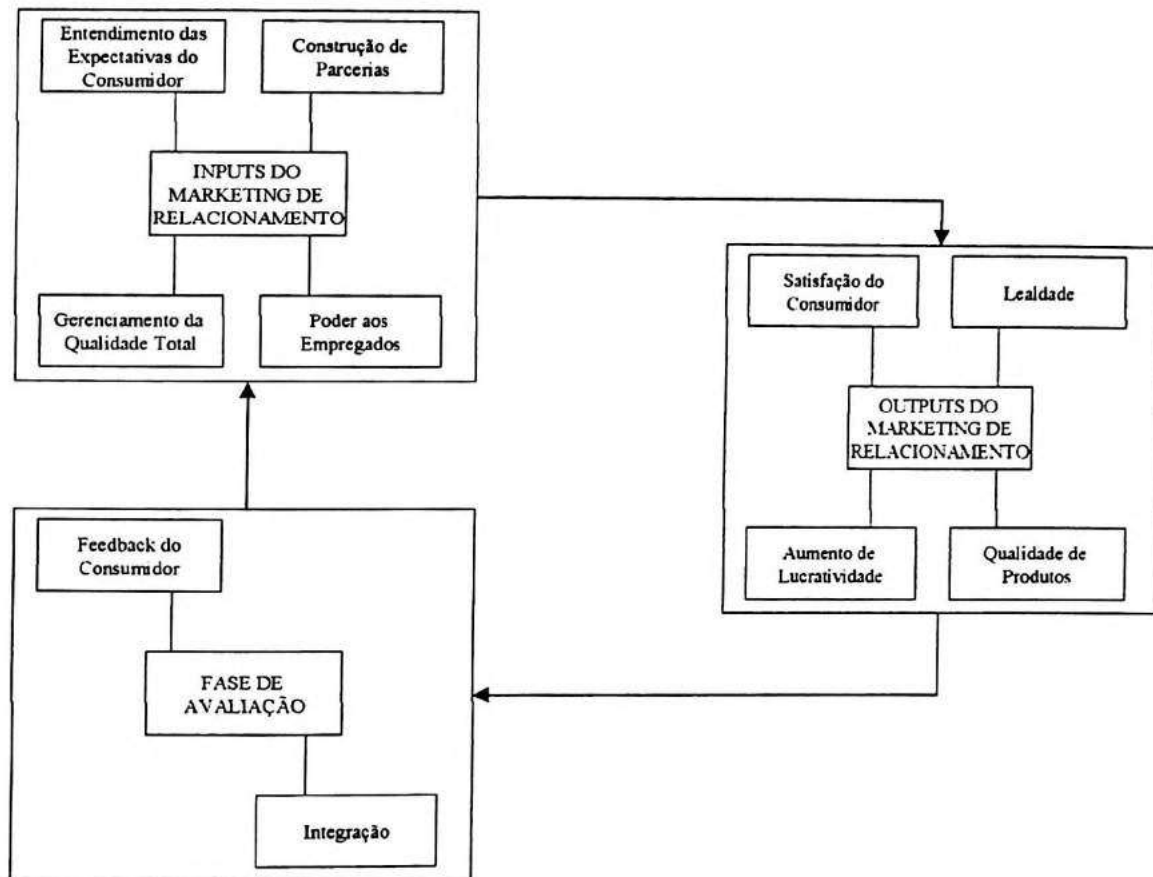 Entendimento das
Expectativas do
Consumidor
Construção de
Parcerias
INPUTS DO
MARKETING DE
RELACIONAMENTO
Gerenciamento da
Qualidade Total
Poder aos
Empregados
Satisfação do
Consumidor
Lealdade
OUTPUTS DO
MARKETING DE
RELACIONAMENTO
Aumento de
Lucratividade
Qualidade de
Produtos
Feedback do
Consumidor
FASE DE
AVALIAÇÃO
Integração